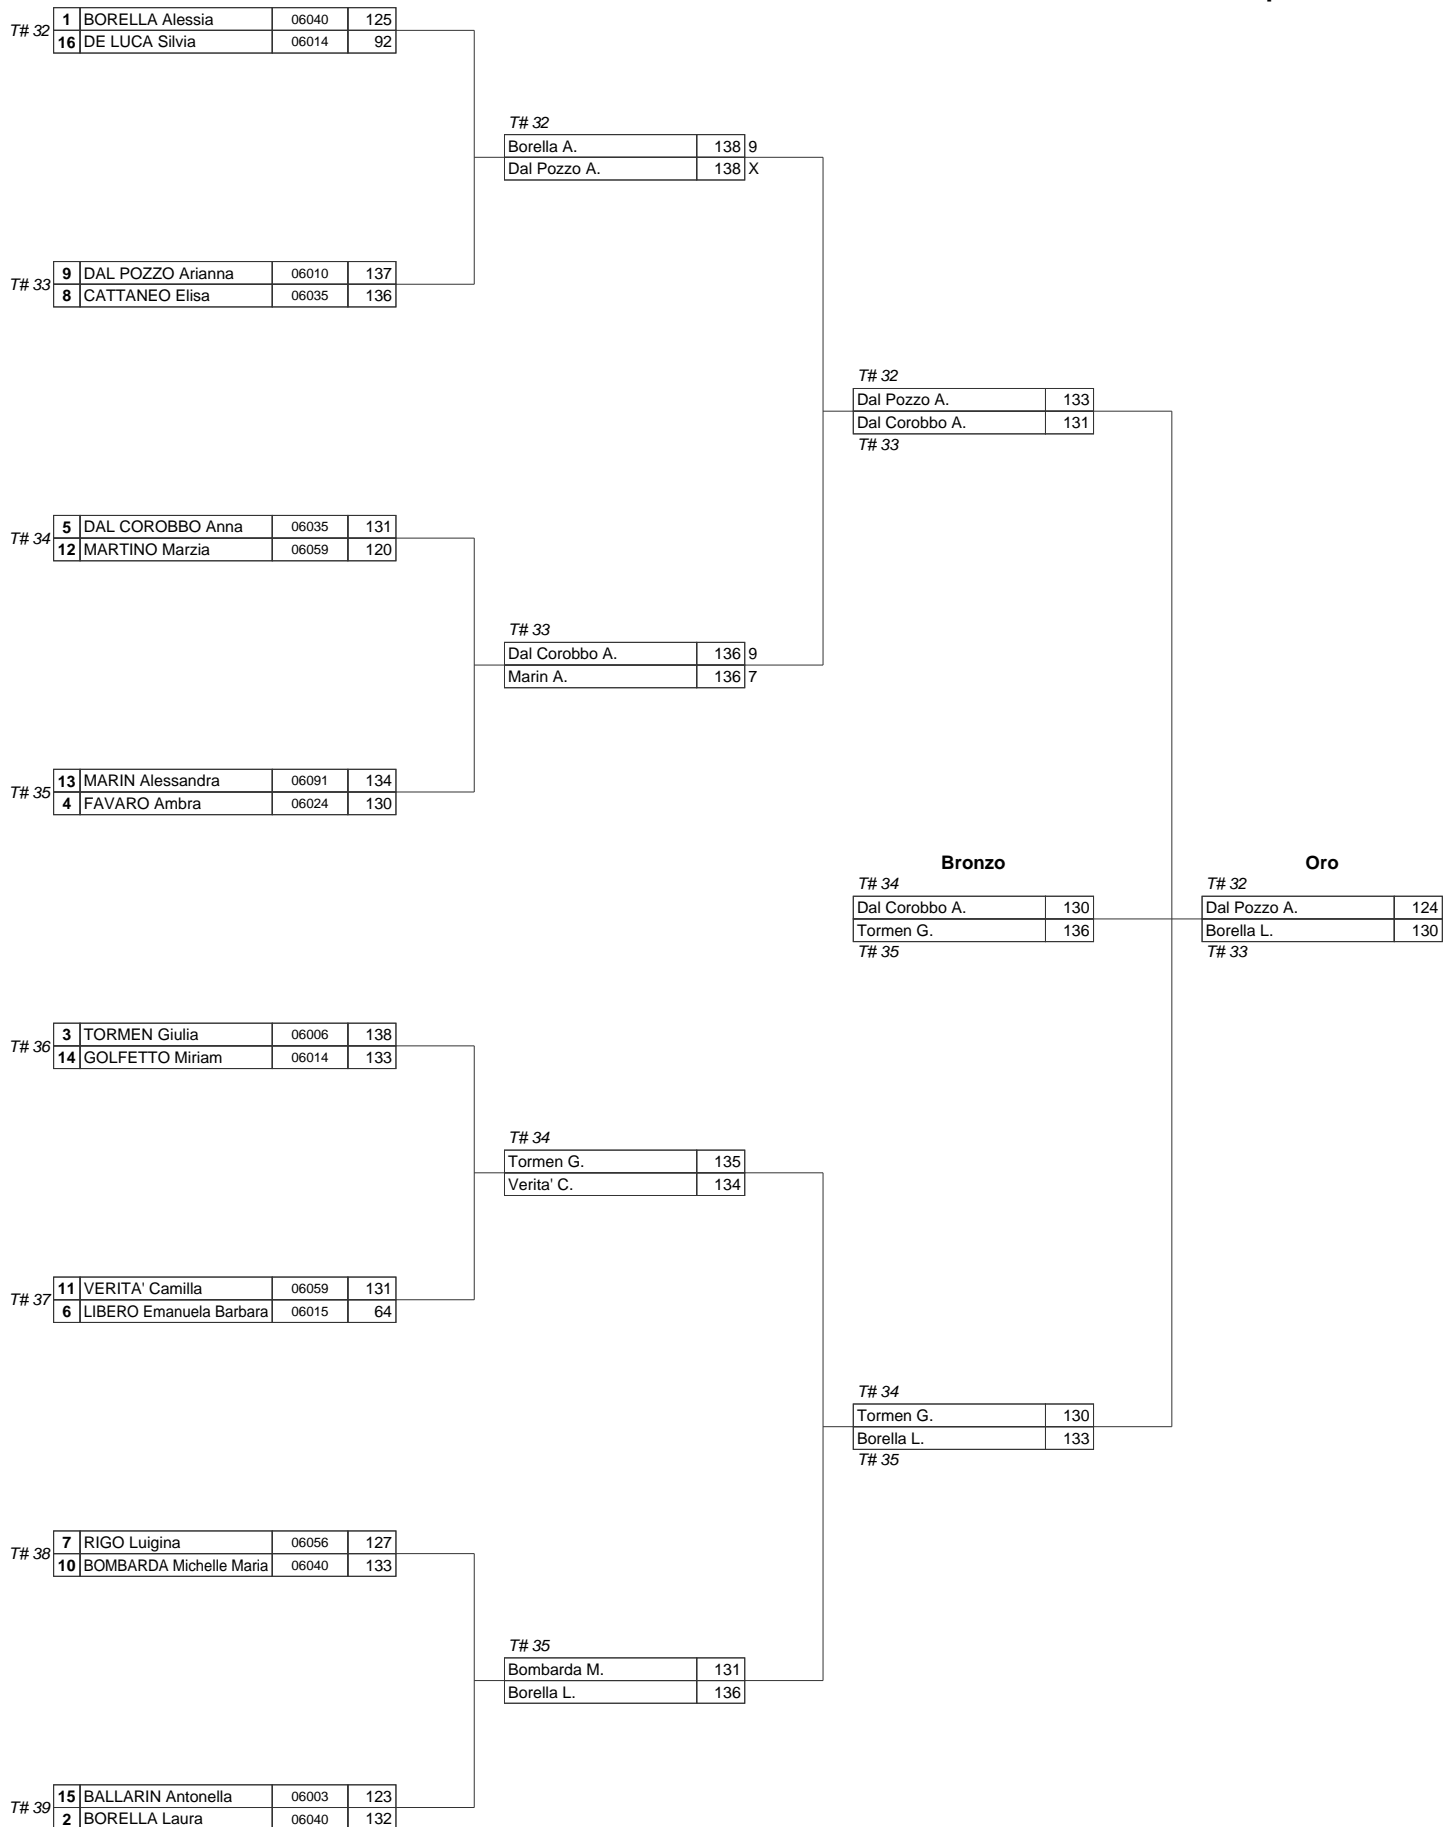 T# 32
1 BORELLA Alessia 06040 125
16 DE LUCA Silvia 06014 92
T# 32
Borella A. 138 9
Dal Pozzo A. 138 X
T# 33
9 DAL POZZO Arianna 06010 137
8 CATTANEO Elisa 06035 136
T# 32
Dal Pozzo A. 133
Dal Corobbo A. 131
T# 33
T# 34
5 DAL COROBBO Anna 06035 131
12 MARTINO Marzia 06059 120
T# 33
Dal Corobbo A. 136 9
Marin A. 136 7
T# 35
13 MARIN Alessandra 06091 134
4 FAVARO Ambra 06024 130
Bronzo
T# 34
Dal Corobbo A. 130
Tormen G. 136
T# 35
Oro
T# 32
Dal Pozzo A. 124
Borella L. 130
T# 33
T# 36
3 TORMEN Giulia 06006 138
14 GOLFETTO Miriam 06014 133
T# 34
Tormen G. 135
Verita' C. 134
T# 37
11 VERITA' Camilla 06059 131
6 LIBERO Emanuela Barbara 06015 64
T# 34
Tormen G. 130
Borella L. 133
T# 35
T# 38
7 RIGO Luigina 06056 127
10 BOMBARDA Michelle Maria 06040 133
T# 35
Bombarda M. 131
Borella L. 136
T# 39
15 BALLARIN Antonella 06003 123
2 BORELLA Laura 06040 132